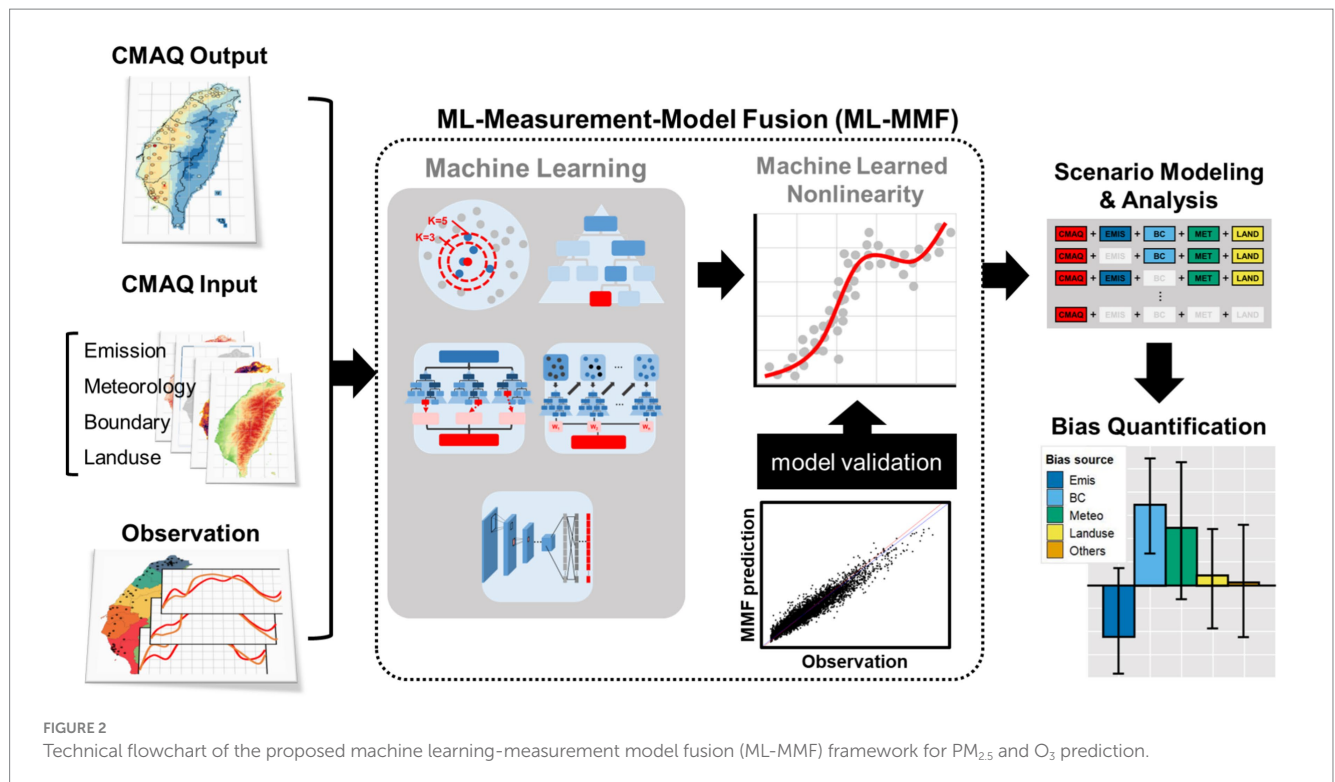 CMAQ Output
CMAQ Input
Emission
Meteorology
Boundary
Landuse
Observation
ML-Measurement-Model Fusion (ML-MMF)
Machine Learning
K=5
K=3
...
W₁
Machine Learned
Nonlinearity
model validation
MMF prediction
Observation
Scenario Modeling
& Analysis
CMAQ + EMIS + BC + MET + LAND
CMAQ + EMIS + BC + MET + LAND
CMAQ + EMIS + BC + MET + LAND
⋮
CMAQ + EMIS + BC + MET + LAND
Bias Quantification
Bias source
Emis
BC
Meteo
Landuse
Others
FIGURE 2
Technical flowchart of the proposed machine learning-measurement model fusion (ML-MMF) framework for PM₂.₅ and O₃ prediction.